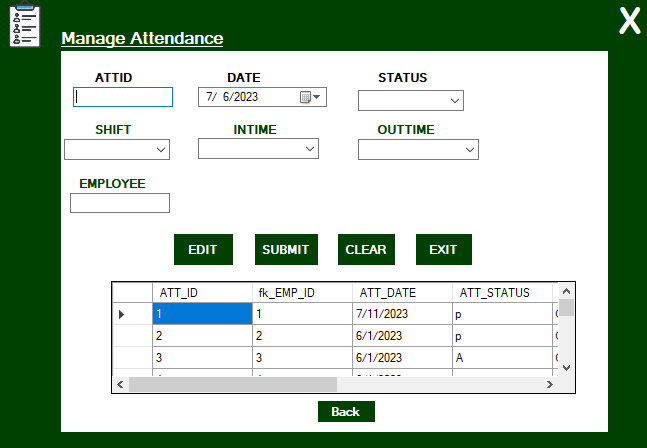 X
Manage Attendance
ATTID DATE STATUS
7/ 6/2023
SHIFT INTIME OUTTIME
EMPLOYEE
EDIT SUBMIT CLEAR EXIT
ATT_ID fk_EMP_ID ATT_DATE ATT_STATUS
1 1 7/11/2023 p
2 2 6/1/2023 p
3 3 6/1/2023 A
Back